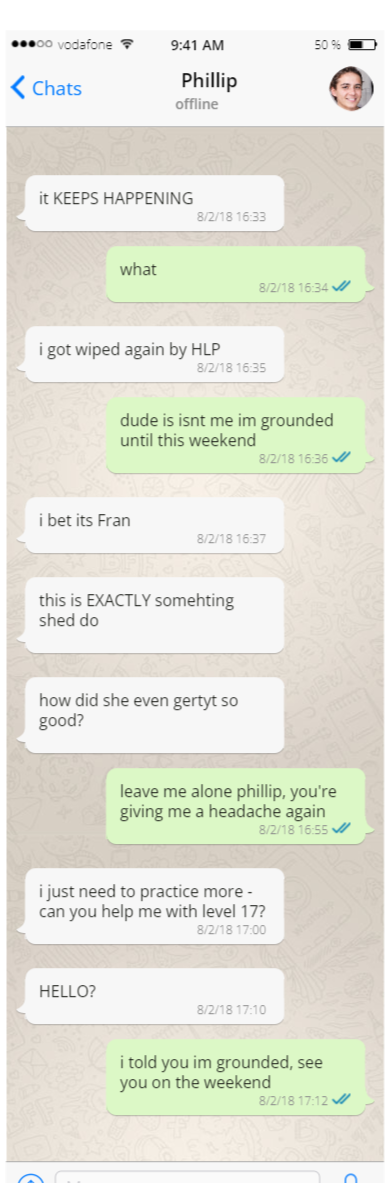 vodafone 9:41 AM 50 %
Chats Phillip
offline
it KEEPS HAPPENING
8/2/18 16:33
what
8/2/18 16:34
i got wiped again by HLP
8/2/18 16:35
dude is isnt me im grounded
until this weekend
8/2/18 16:36
i bet its Fran
8/2/18 16:37
this is EXACTLY somehting
shed do
how did she even gertyt so
good?
leave me alone phillip, you're
giving me a headache again
8/2/18 16:55
i just need to practice more -
can you help me with level 17?
8/2/18 17:00
HELLO?
8/2/18 17:10
i told you im grounded, see
you on the weekend
8/2/18 17:12